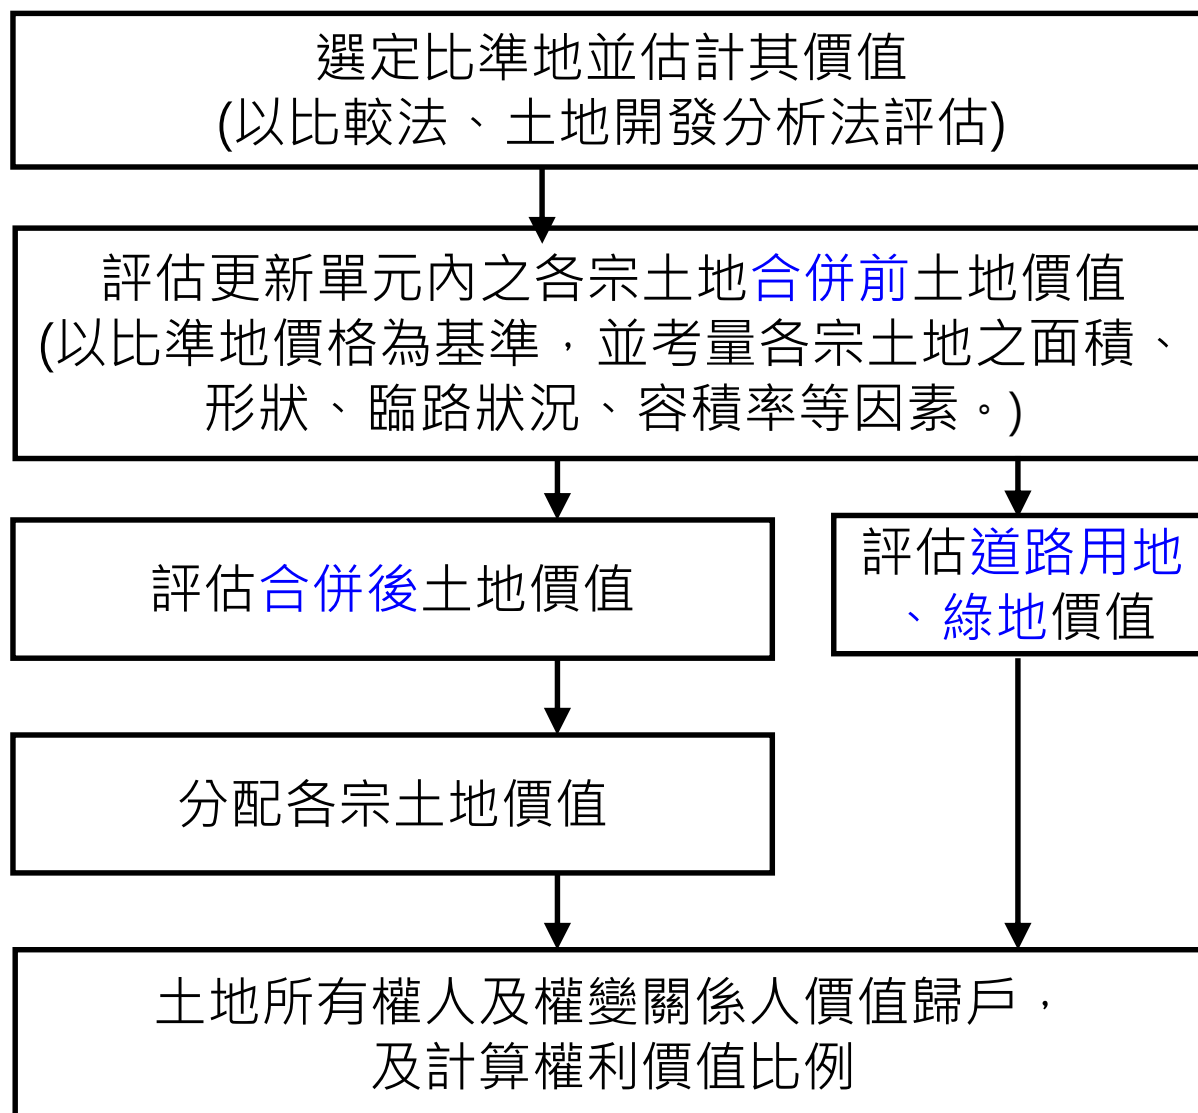 選定比準地並估計其價值
(以比較法、土地開發分析法評估)
評估更新單元內之各宗土地合併前土地價值
(以比準地價格為基準，並考量各宗土地之面積、
形狀、臨路狀況、容積率等因素。)
評估合併後土地價值
評估道路用地
、綠地價值
分配各宗土地價值
土地所有權人及權變關係人價值歸戶，
及計算權利價值比例